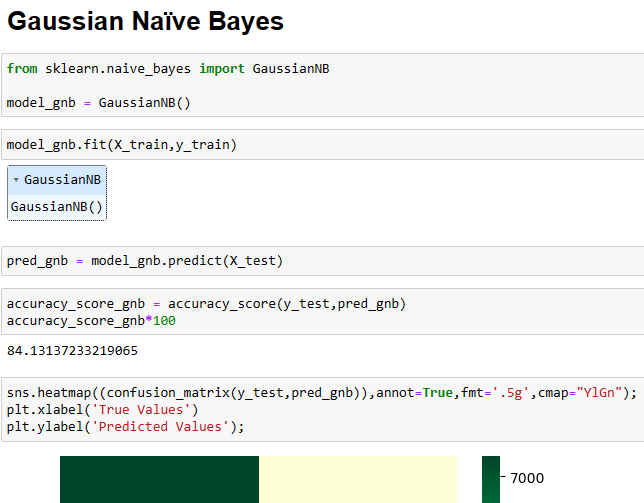 Gaussian Naïve Bayes
from sklearn.naive_bayes import GaussianNB
model_gnb = GaussianNB()
model_gnb.fit(X_train,y_train)
▾ GaussianNB
GaussianNB()
pred_gnb = model_gnb.predict(X_test)
accuracy_score_gnb = accuracy_score(y_test,pred_gnb)
accuracy_score_gnb*100
84.13137233219065
sns.heatmap((confusion_matrix(y_test,pred_gnb)),annot=True,fmt='.5g',cmap="YlGn");
plt.xlabel('True Values')
plt.ylabel('Predicted Values');
7000